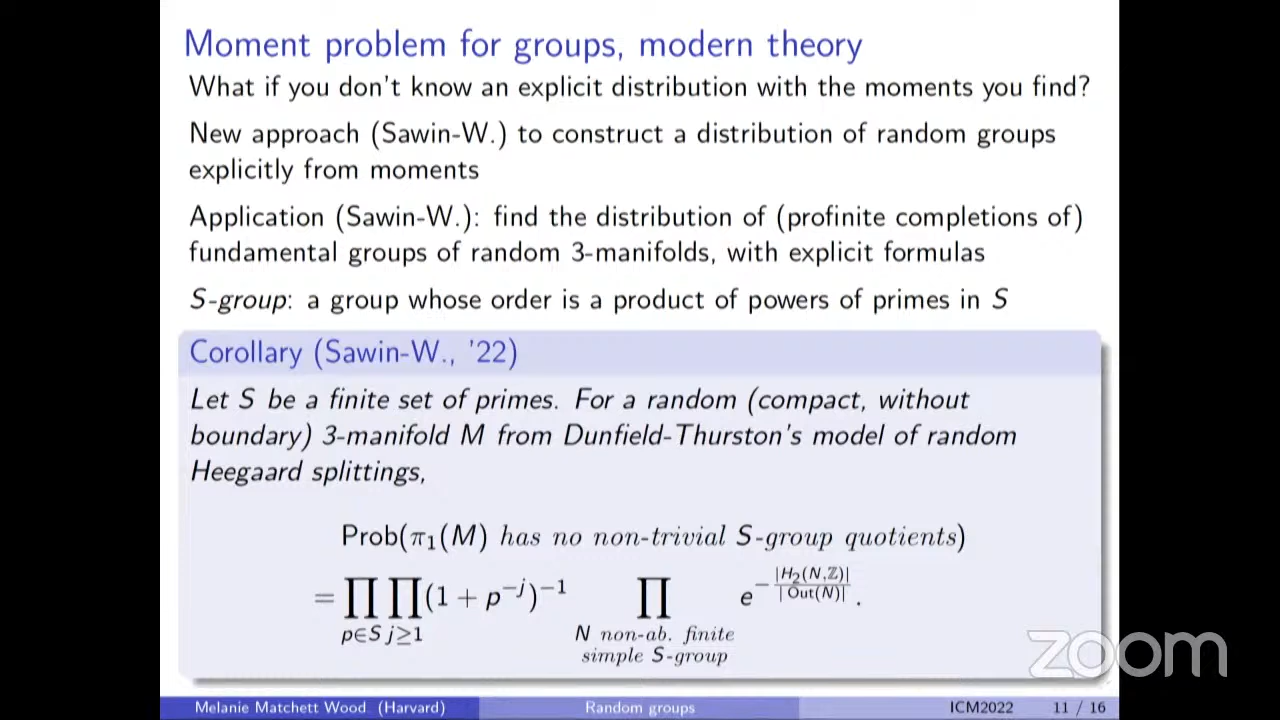 Moment problem for groups, modern theory
What if you don't know an explicit distribution with the moments you find?
New approach (Sawin-W.) to construct a distribution of random groups
explicitly from moments
Application (Sawin-W.): find the distribution of (profinite completions of)
fundamental groups of random 3-manifolds, with explicit formulas
S-group: a group whose order is a product of powers of primes in S
Corollary (Sawin-W., '22)
Let S be a finite set of primes. For a random (compact, without
boundary) 3-manifold M from Dunfield-Thurston's model of random
Heegaard splittings,
Prob(π₁(M) has no non-trivial S-group quotients)
= ∏_{p∈S} ∏_{j≥1} (1 + p^{-j})^{-1} ∏_{N non-ab. finite simple S-group} e^{-|H₂(N,ℤ)|/|Out(N)|}.
zoom
Melanie Matchett Wood (Harvard) Random groups ICM2022 11 / 16